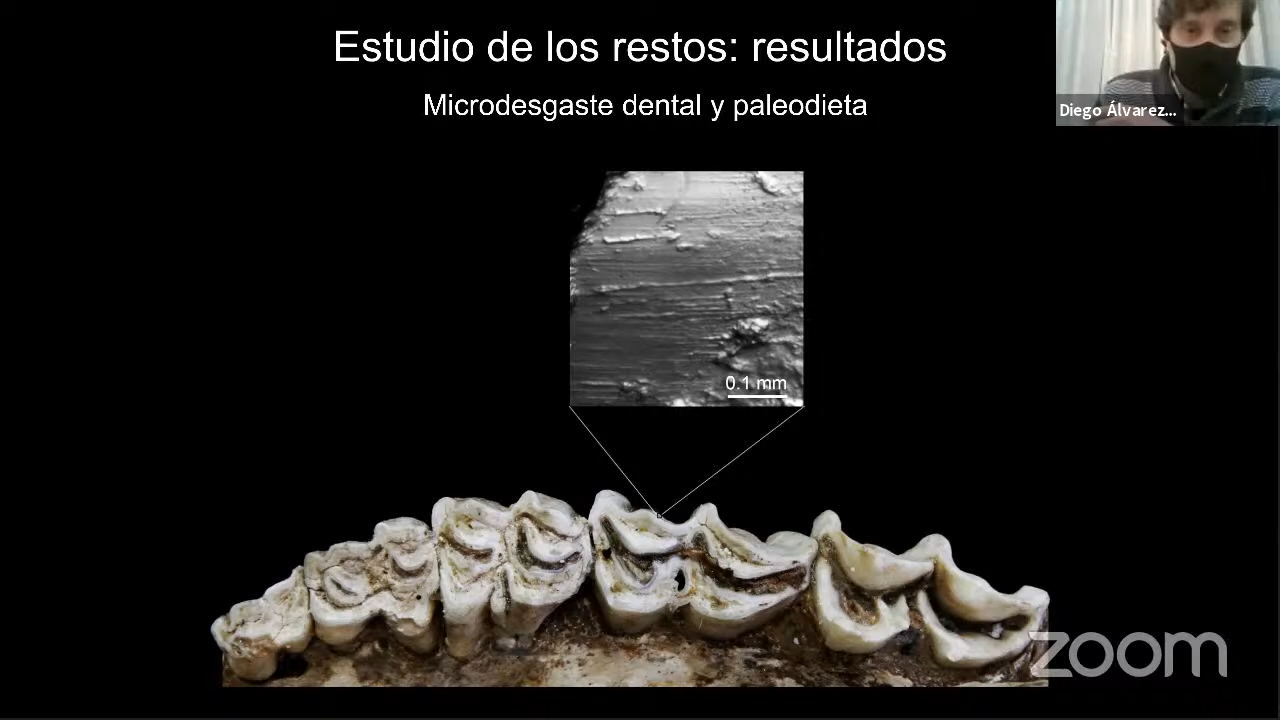 Estudio de los restos: resultados
Microdesgaste dental y paleodieta
Diego Álvarez...
0.1 mm
zoom